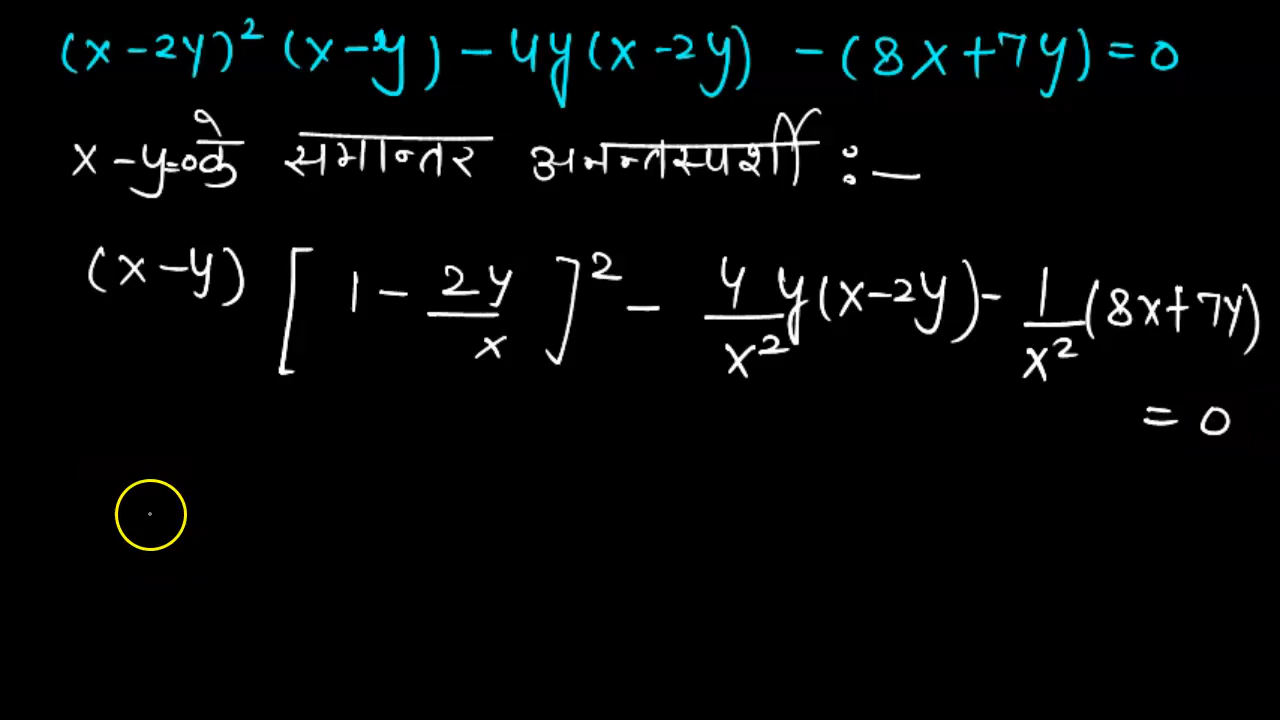 (x-2y)² (x-y) - 4y(x-2y) - (8x+7y) = 0
x-y=0 के समान्तर अनन्तस्पर्शी :-
(x-y) [1 - 2y/x]² - 4/x² y(x-2y) - 1/x² (8x+7y)
= 0